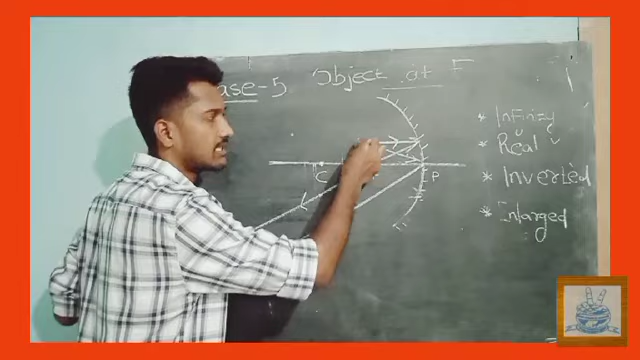 ase-5 Object at F
* Infinity
* Real
* Inverted
* Enlarged
C
P